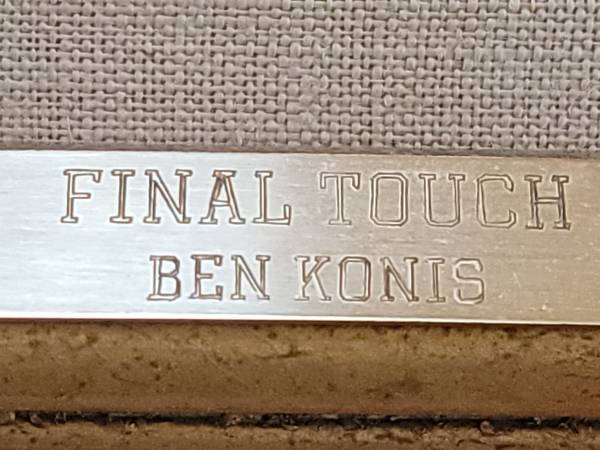 FINAL TOUCH
BEN KONIS